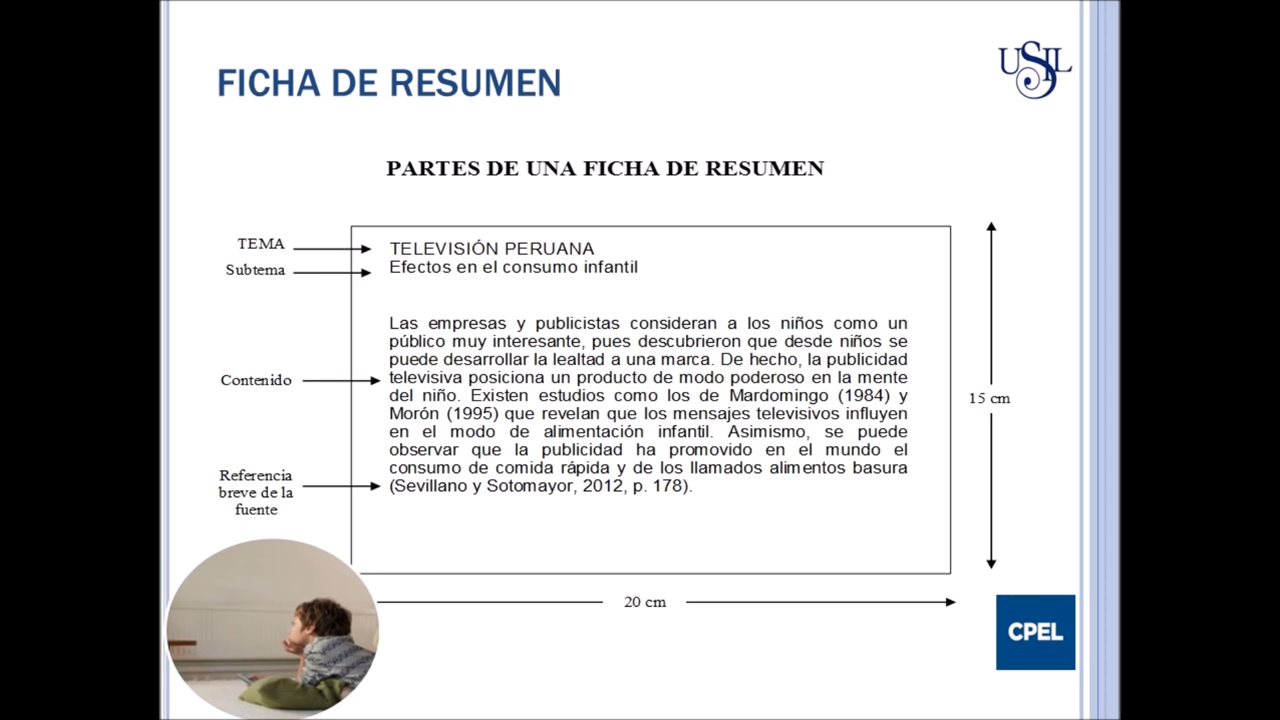 USIL
FICHA DE RESUMEN
PARTES DE UNA FICHA DE RESUMEN
TEMA
TELEVISIÓN PERUANA
Subtema
Efectos en el consumo infantil
Las empresas y publicistas consideran a los niños como un
público muy interesante, pues descubrieron que desde niños se
puede desarrollar la lealtad a una marca. De hecho, la publicidad
Contenido
televisiva posiciona un producto de modo poderoso en la mente
del niño. Existen estudios como los de Mardomingo (1984) y
Morón (1995) que revelan que los mensajes televisivos influyen
en el modo de alimentación infantil. Asimismo, se puede
observar que la publicidad ha promovido en el mundo el
consumo de comida rápida y de los llamados alimentos basura
(Sevillano y Sotomayor, 2012, p. 178).
Referencia
breve de la
fuente
15 cm
20 cm
CPEL